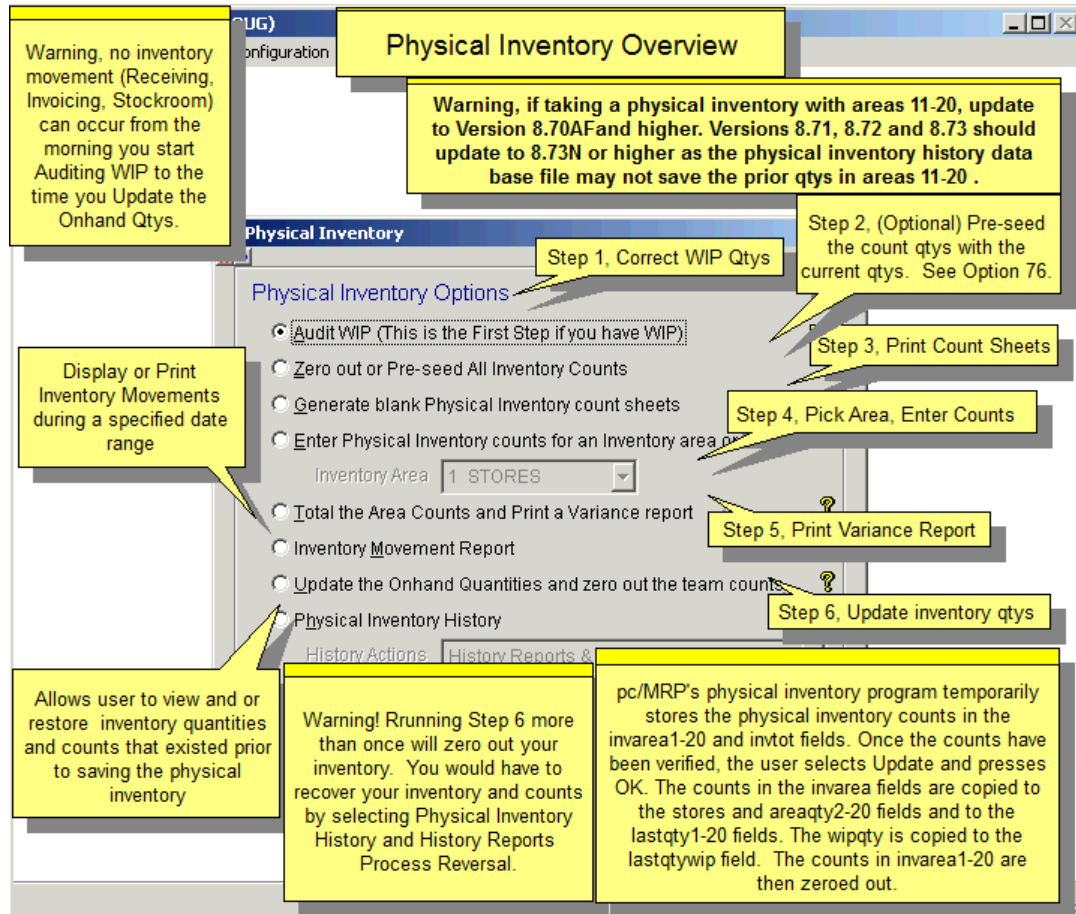 OUG)
onfiguration
Physical Inventory Overview
Warning, no inventory
movement (Receiving,
Invoicing, Stockroom)
can occur from the
morning you start
Auditing WIP to the
time you Update the
Onhand Qtys.
Warning, if taking a physical inventory with areas 11-20, update
to Version 8.70AFand higher. Versions 8.71, 8.72 and 8.73 should
update to 8.73N or higher as the physical inventory history data
base file may not save the prior qtys in areas 11-20 .
Physical Inventory
Step 1, Correct WIP Qtys
Step 2, (Optional) Pre-seed
the count qtys with the
current qtys. See Option 76.
Physical Inventory Options
Audit WIP (This is the First Step if you have WIP)
Step 3, Print Count Sheets
Zero out or Pre-seed All Inventory Counts
Display or Print
Inventory Movements
during a specified date
range
Generate blank Physical Inventory count sheets
Step 4, Pick Area, Enter Counts
Enter Physical Inventory counts for an Inventory area or
Inventory Area 1 STORES
Total the Area Counts and Print a Variance report ?
Step 5, Print Variance Report
Inventory Movement Report
Update the Onhand Quantities and zero out the team counts ?
Step 6, Update inventory qtys
Physical Inventory History
History Actions History Reports &
Allows user to view and or
restore inventory quantities
and counts that existed prior
to saving the physical
inventory
Warning! Rrunning Step 6 more
than once will zero out your
inventory. You would have to
recover your inventory and counts
by selecting Physical Inventory
History and History Reports
Process Reversal.
pc/MRP's physical inventory program temporarily
stores the physical inventory counts in the
invarea1-20 and invtot fields. Once the counts have
been verified, the user selects Update and presses
OK. The counts in the invarea fields are copied to
the stores and areaqty2-20 fields and to the
lastqty1-20 fields. The wipqty is copied to the
lastqtywip field. The counts in invarea1-20 are
then zeroed out.